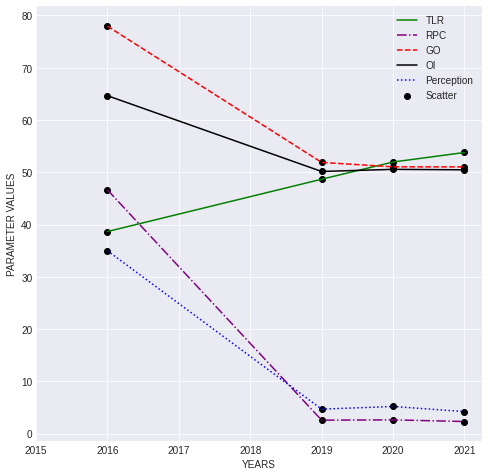 80
70
60
50
40
30
20
10
0
PARAMETER VALUES
TLR
RPC
GO
OI
Perception
Scatter
2015 2016 2017 2018 2019 2020 2021
YEARS